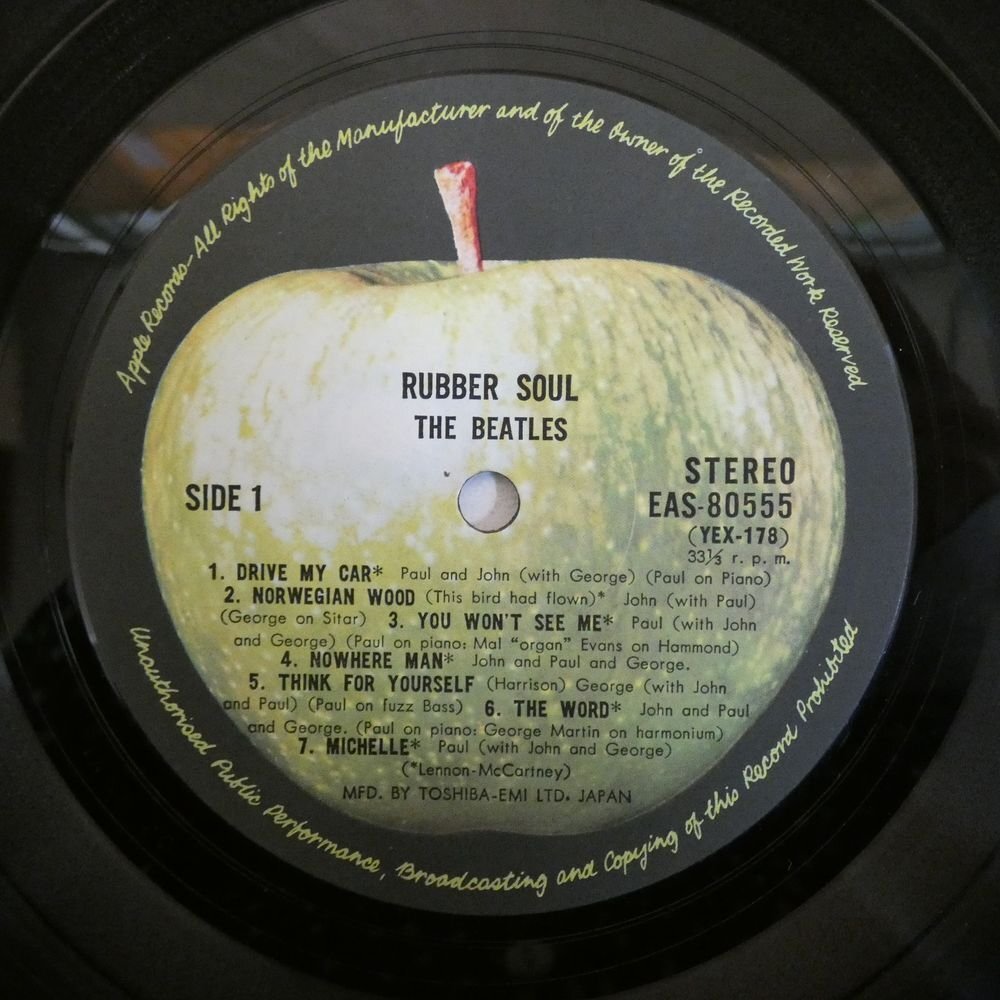 Apple Records—All Rights of the Manufacturer and of the Owner of the Recorded Work Reserved
RUBBER SOUL
THE BEATLES
SIDE 1
STEREO
EAS-80555
(YEX-178)
33⅓ r. p. m.
1. DRIVE MY CAR* Paul and John (with George) (Paul on Piano)
2. NORWEGIAN WOOD (This bird had flown)* John (with Paul)
(George on Sitar) 3. YOU WON'T SEE ME* Paul (with John
and George) (Paul on piano: Mal "organ" Evans on Hammond)
4. NOWHERE MAN* John and Paul and George.
5. THINK FOR YOURSELF (Harrison) George (with John
and Paul) (Paul on fuzz Bass) 6. THE WORD* John and Paul
and George. (Paul on piano: George Martin on harmonium)
7. MICHELLE* Paul (with John and George)
(*Lennon-McCartney)
MFD. BY TOSHIBA-EMI LTD. JAPAN
Unauthorised Public Performance, Broadcasting and Copying of this Record Prohibited